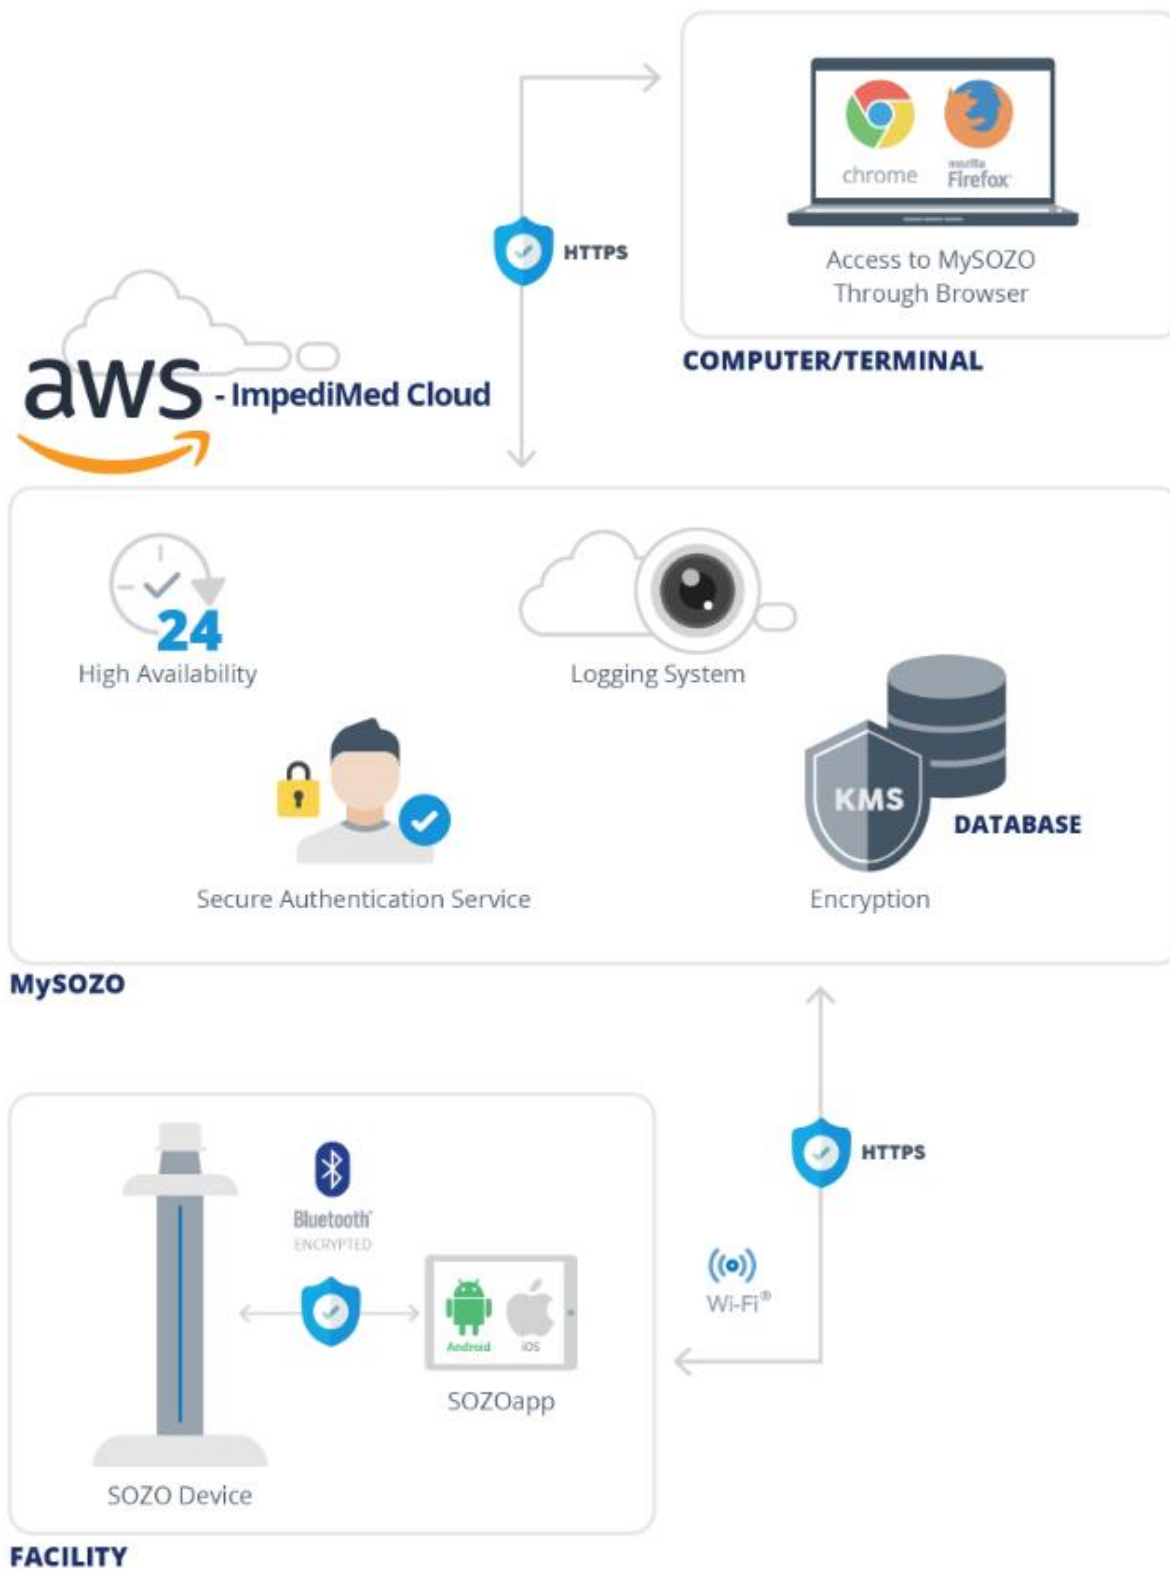 chrome
mozilla
Firefox
HTTPS
Access to MySOZO
Through Browser
COMPUTER/TERMINAL
aws - ImpediMed Cloud
24
High Availability
Logging System
KMS
DATABASE
Secure Authentication Service
Encryption
MySOZO
HTTPS
Bluetooth™
ENCRYPTED
Wi-Fi®
Android
iOS
SOZOapp
SOZO Device
FACILITY